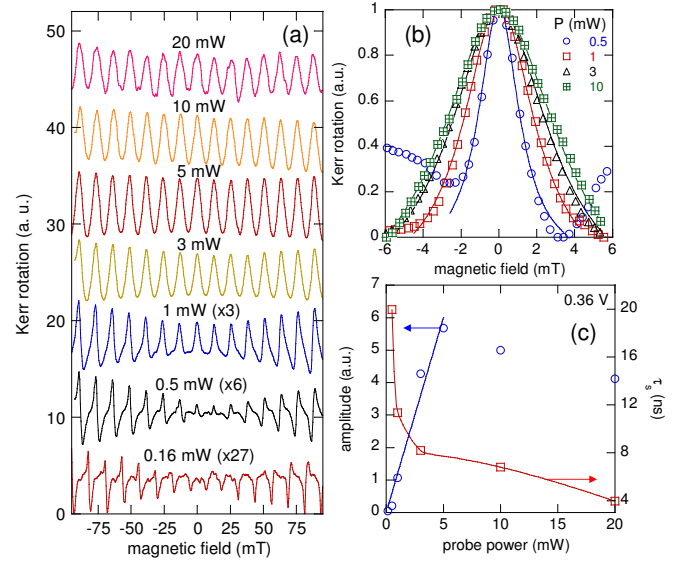 (a)
50
40
30
20
10
0
Kerr rotation (a. u.)
20 mW
10 mW
5 mW
3 mW
1 mW (x3)
0.5 mW (x6)
0.16 mW (x27)
-75 -50 -25 0 25 50 75
magnetic field (mT)
(b)
P (mW)
0.5
1
3
10
1
0.8
0.6
0.4
0.2
0
Kerr rotation (a.u.)
-6 -4 -2 0 2 4 6
magnetic field (mT)
0.36 V
(c)
7
6
5
4
3
2
1
0
amplitude (a.u.)
20
16
12
8
4
τs (ns)
0 5 10 15 20
probe power (mW)